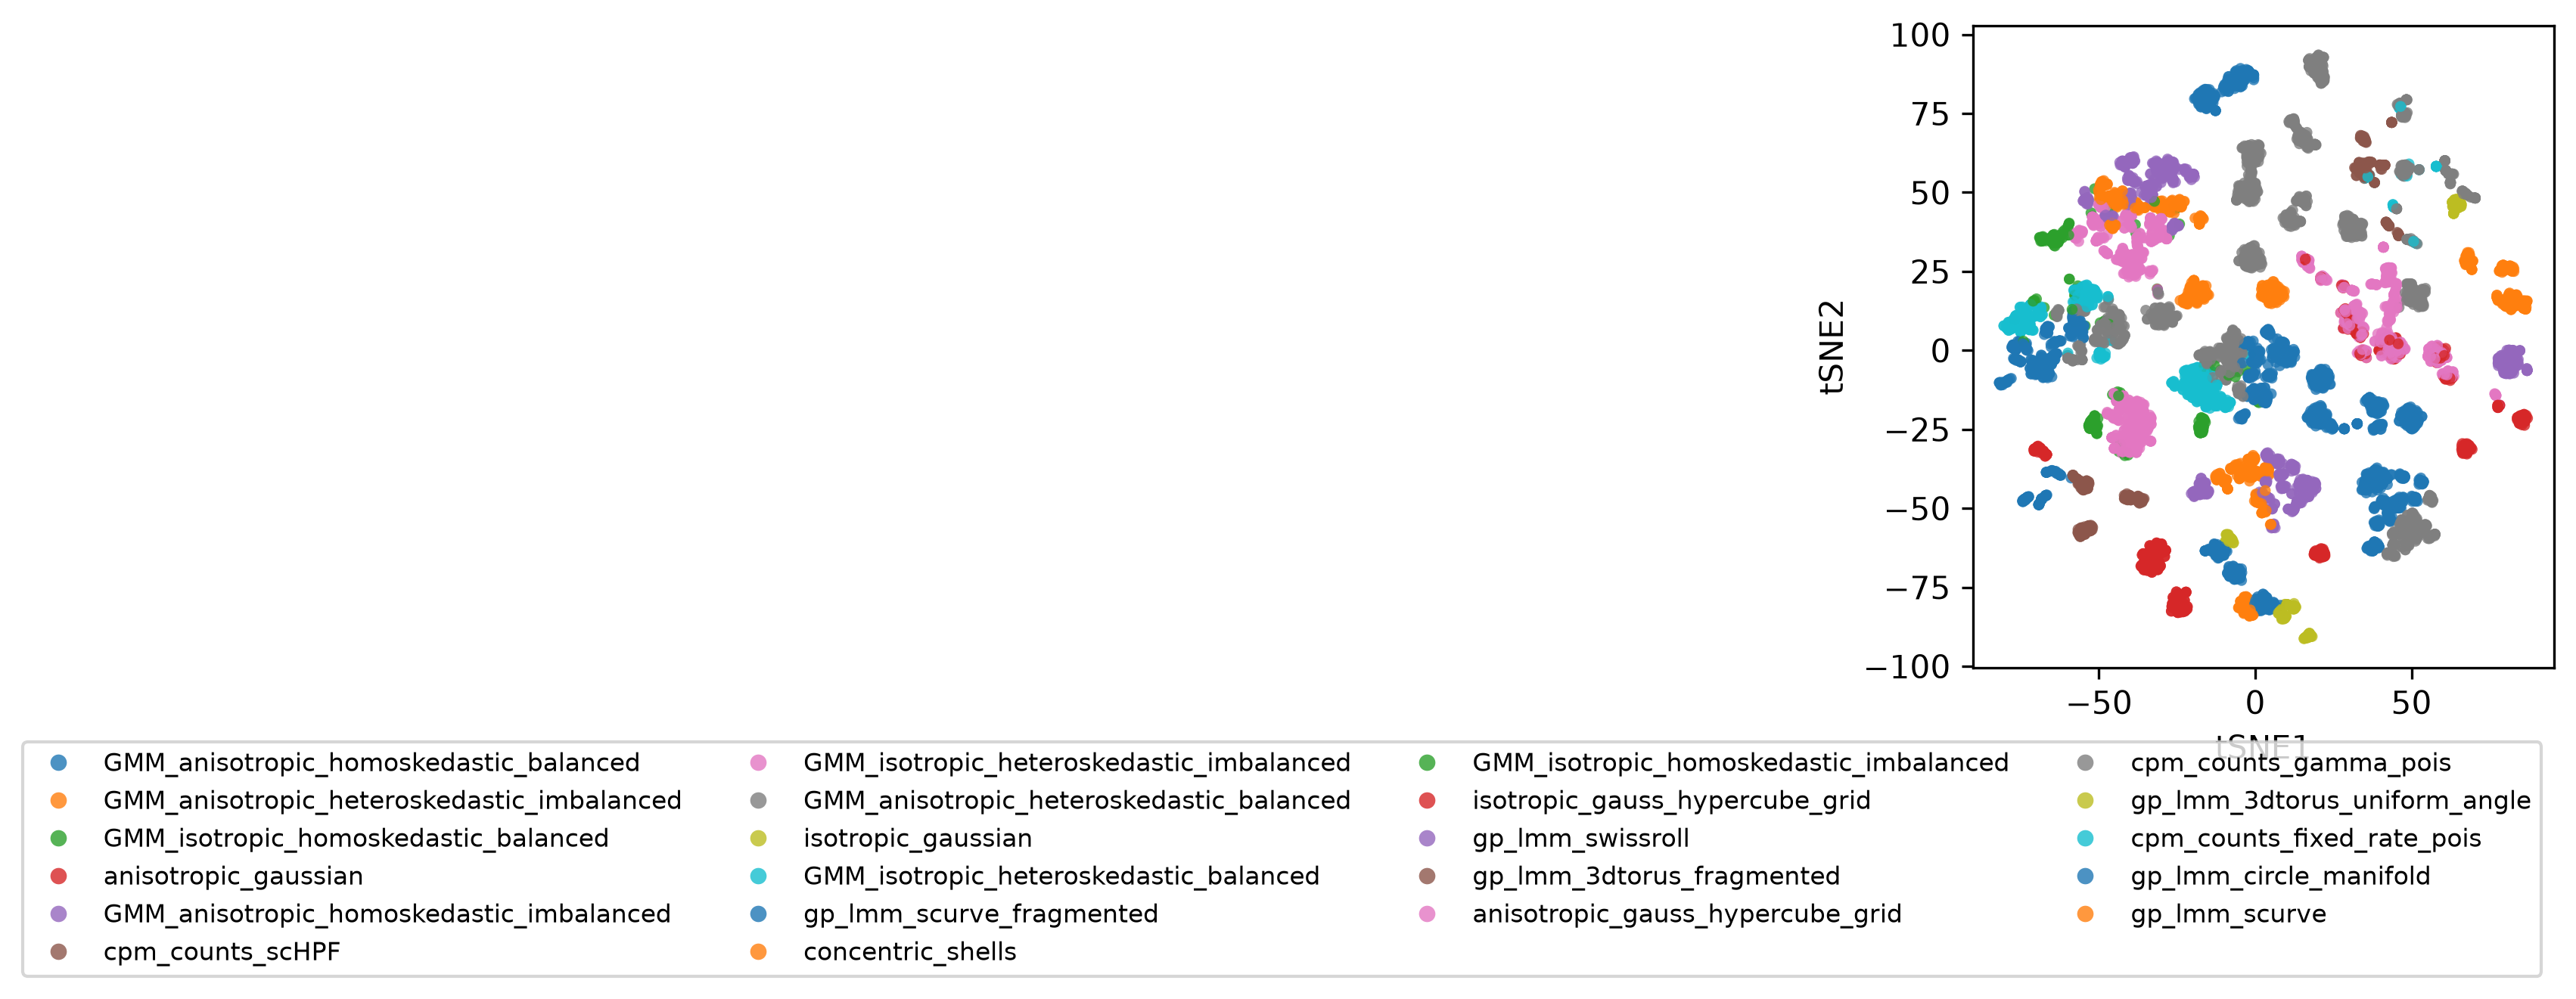 100
75
50
25
0
−25
−50
−75
−100
tSNE2
−50 0 50
tSNE1
GMM_anisotropic_homoskedastic_balanced GMM_isotropic_heteroskedastic_imbalanced GMM_isotropic_homoskedastic_imbalanced cpm_counts_gamma_pois
GMM_anisotropic_heteroskedastic_imbalanced GMM_anisotropic_heteroskedastic_balanced isotropic_gauss_hypercube_grid gp_lmm_3dtorus_uniform_angle
GMM_isotropic_homoskedastic_balanced isotropic_gaussian gp_lmm_swissroll cpm_counts_fixed_rate_pois
anisotropic_gaussian GMM_isotropic_heteroskedastic_balanced gp_lmm_3dtorus_fragmented gp_lmm_circle_manifold
GMM_anisotropic_homoskedastic_imbalanced gp_lmm_scurve_fragmented anisotropic_gauss_hypercube_grid gp_lmm_scurve
cpm_counts_scHPF concentric_shells